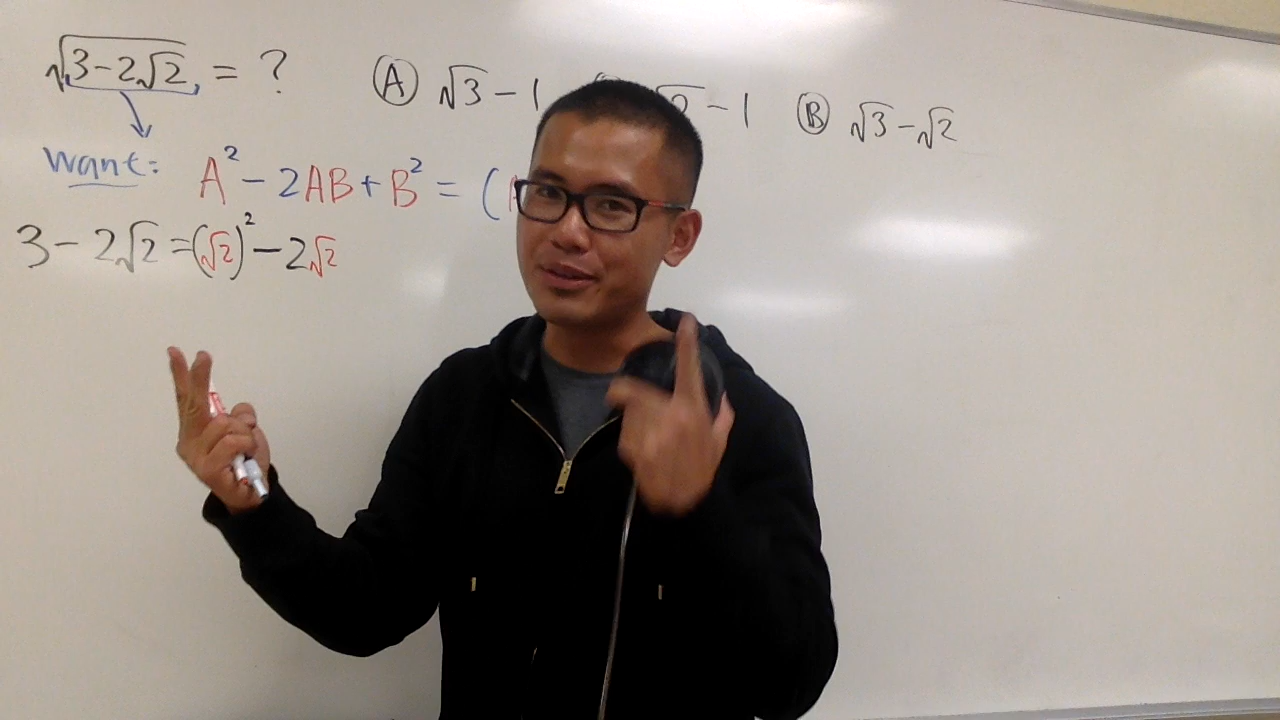 √(3-2√2) = ? Ⓐ √3 - 1 √2 - 1 Ⓑ √3 - √2
Want: A² - 2AB + B² = (
3 - 2√2 = (√2)² - 2√2